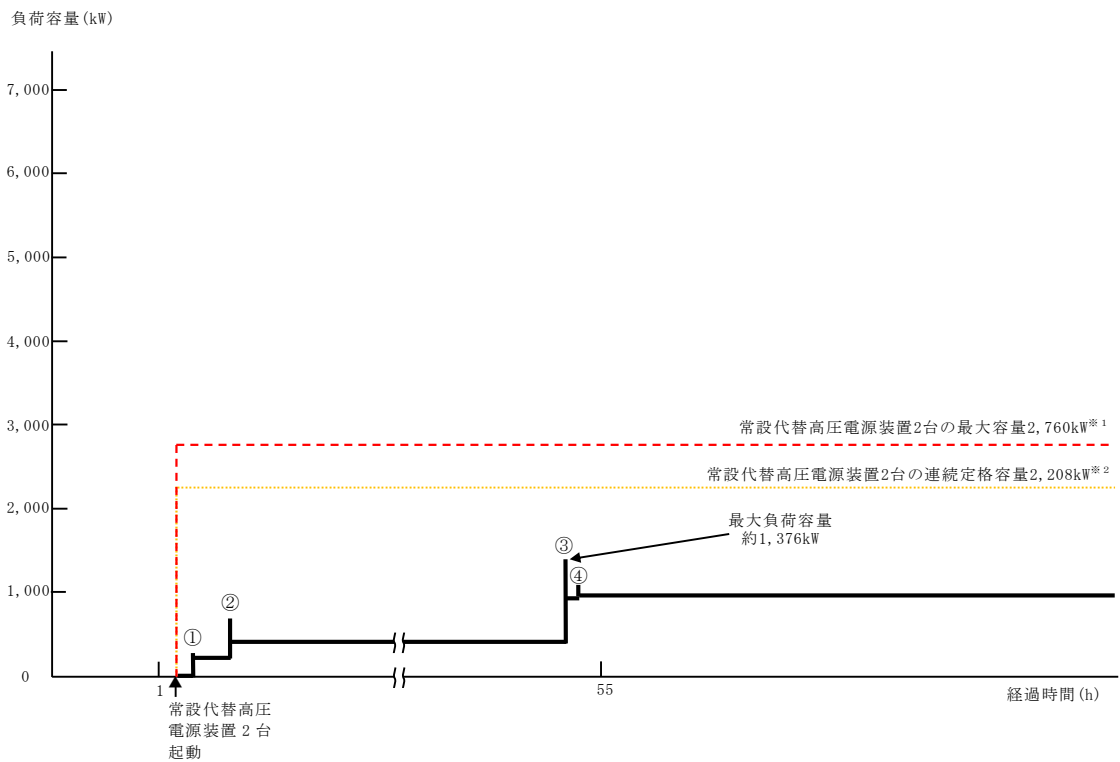 負荷容量(kW)
7,000
6,000
5,000
4,000
3,000
常設代替高圧電源装置2台の最大容量2,760kW※1
常設代替高圧電源装置2台の連続定格容量2,208kW※2
2,000
最大負荷容量
約1,376kW
③
④
1,000
②
①
0
1
55
経過時間(h)
常設代替高圧
電源装置2台
起動